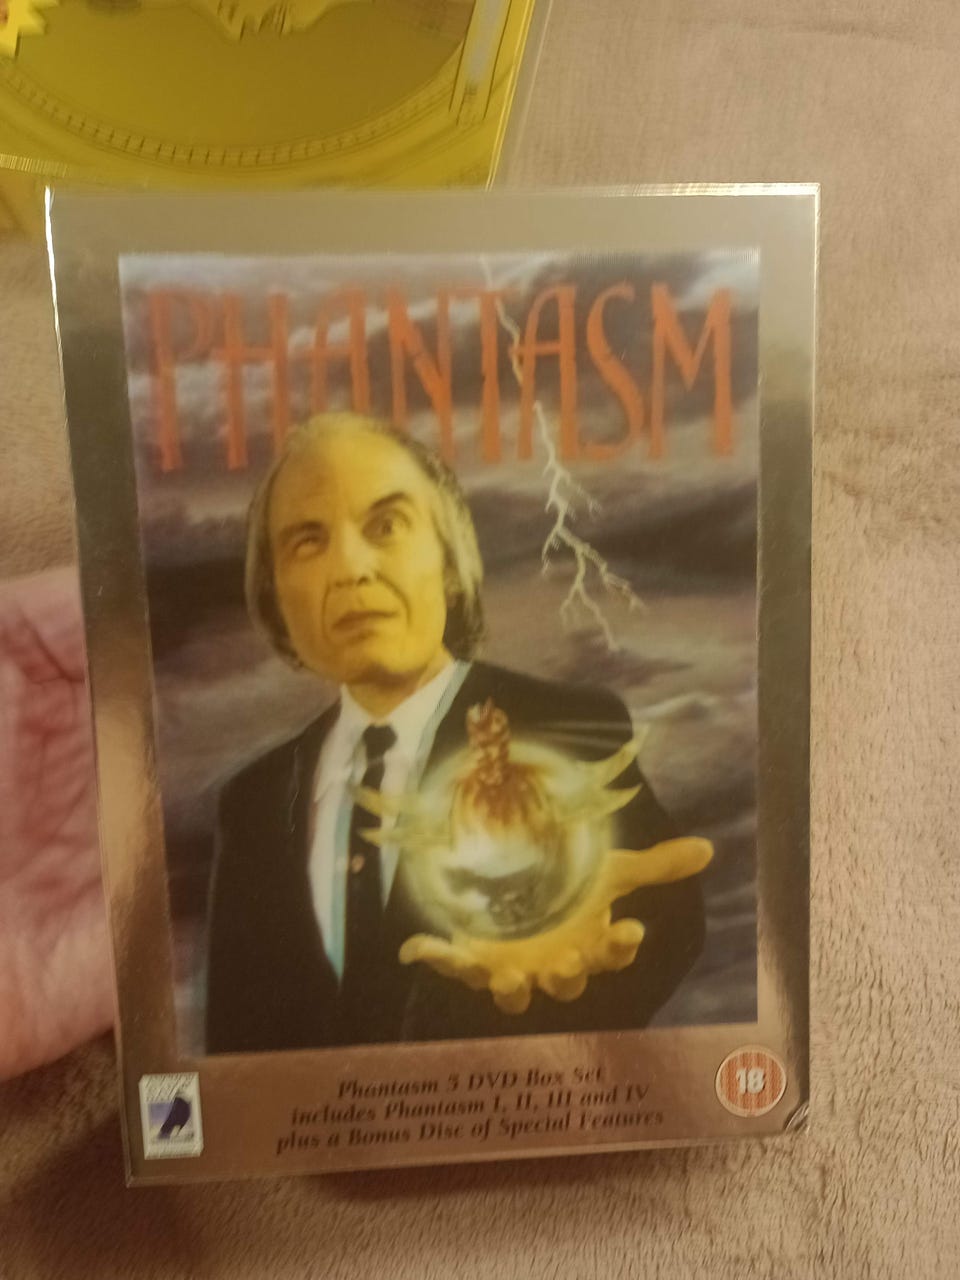 PHANTASM
Phantasm 5 DVD Box Set
includes Phantasm I, II, III and IV
plus a Bonus Disc of Special Features
18